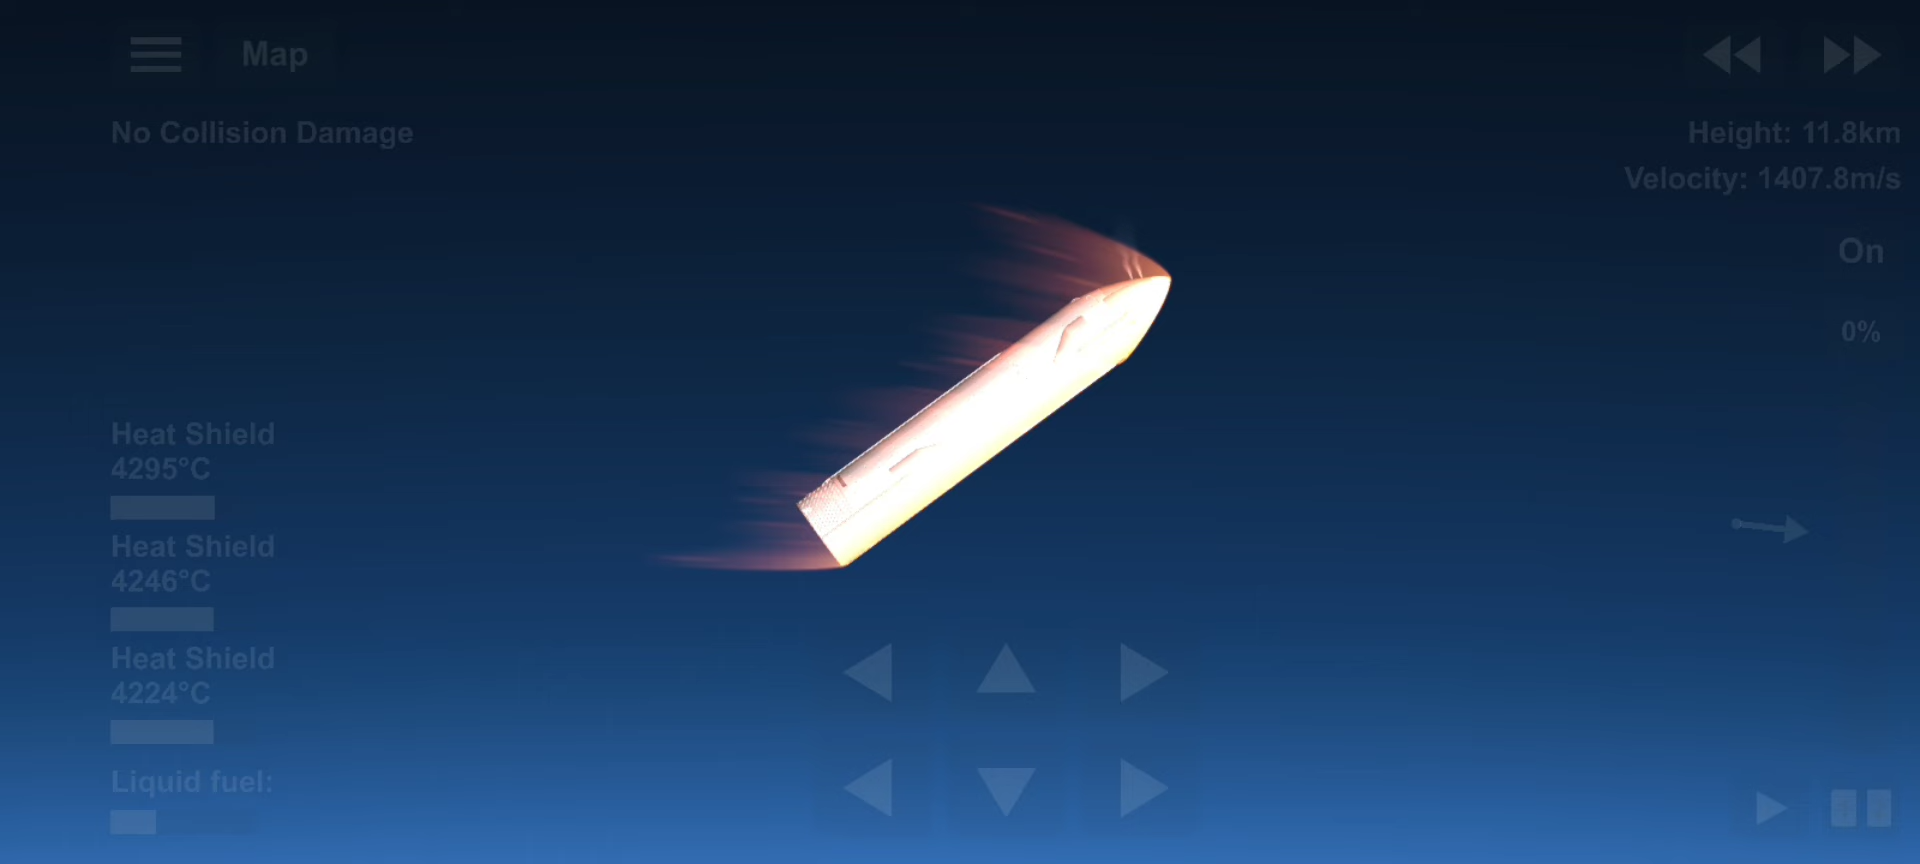 Map
No Collision Damage
Height: 11.8km
Velocity: 1407.8m/s
On
0%
Heat Shield
4295°C
Heat Shield
4246°C
Heat Shield
4224°C
Liquid fuel: